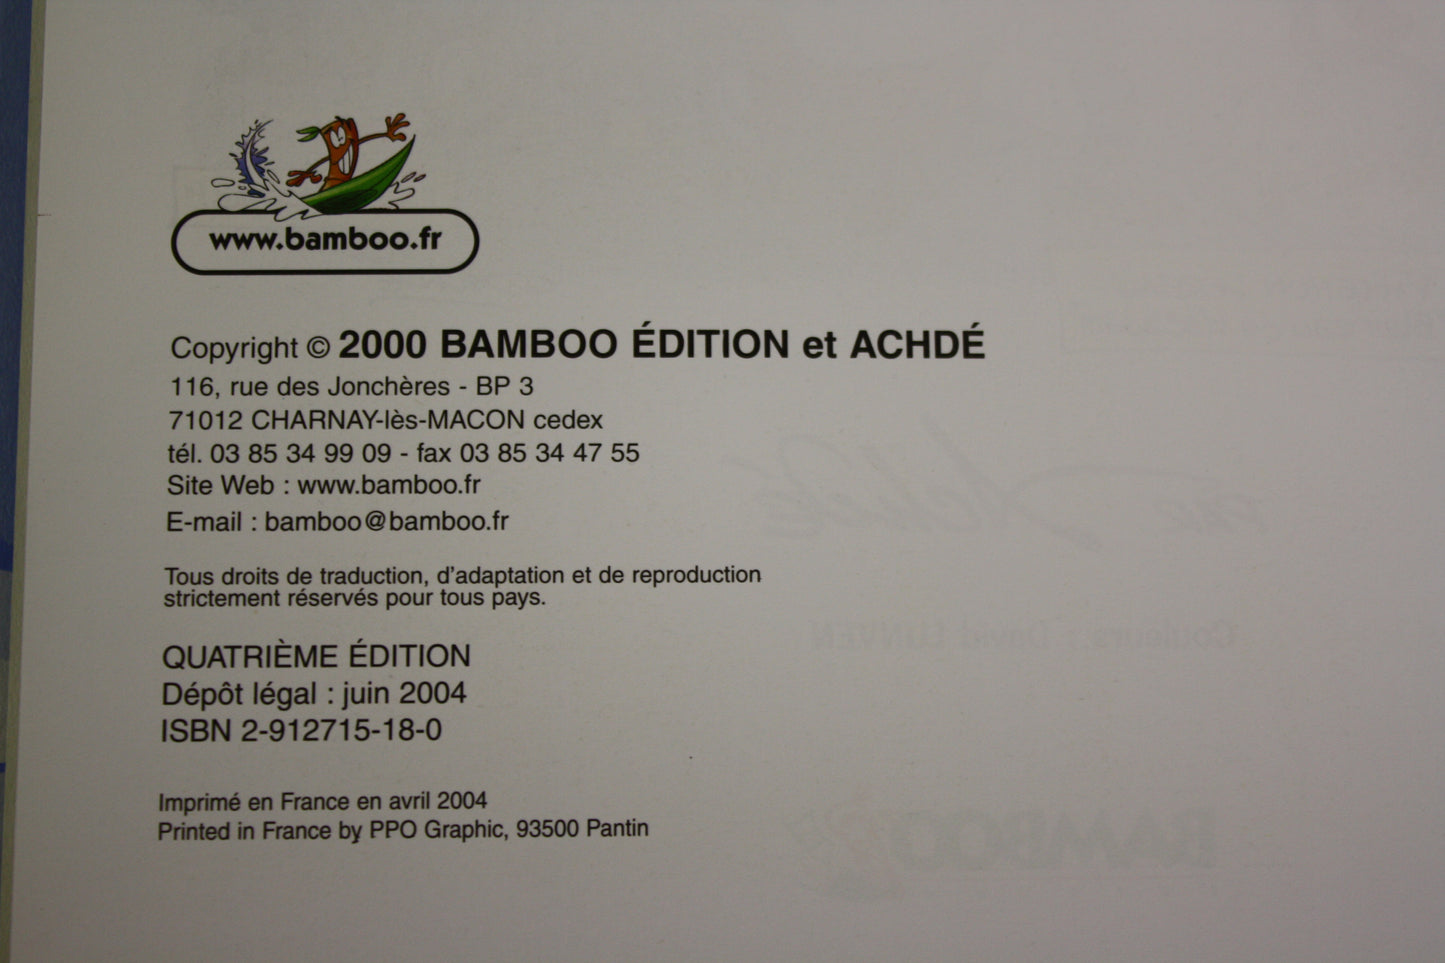 www.bamboo.fr
Copyright © 2000 BAMBOO ÉDITION et ACHDÉ
116, rue des Jonchères - BP 3
71012 CHARNAY-lès-MACON cedex
tél. 03 85 34 99 09 - fax 03 85 34 47 55
Site Web : www.bamboo.fr
E-mail : bamboo@bamboo.fr
Tous droits de traduction, d'adaptation et de reproduction
strictement réservés pour tous pays.
QUATRIÈME ÉDITION
Dépôt légal : juin 2004
ISBN 2-912715-18-0
Imprimé en France en avril 2004
Printed in France by PPO Graphic, 93500 Pantin
Couleurs : David LUNVEN
BAMBOO